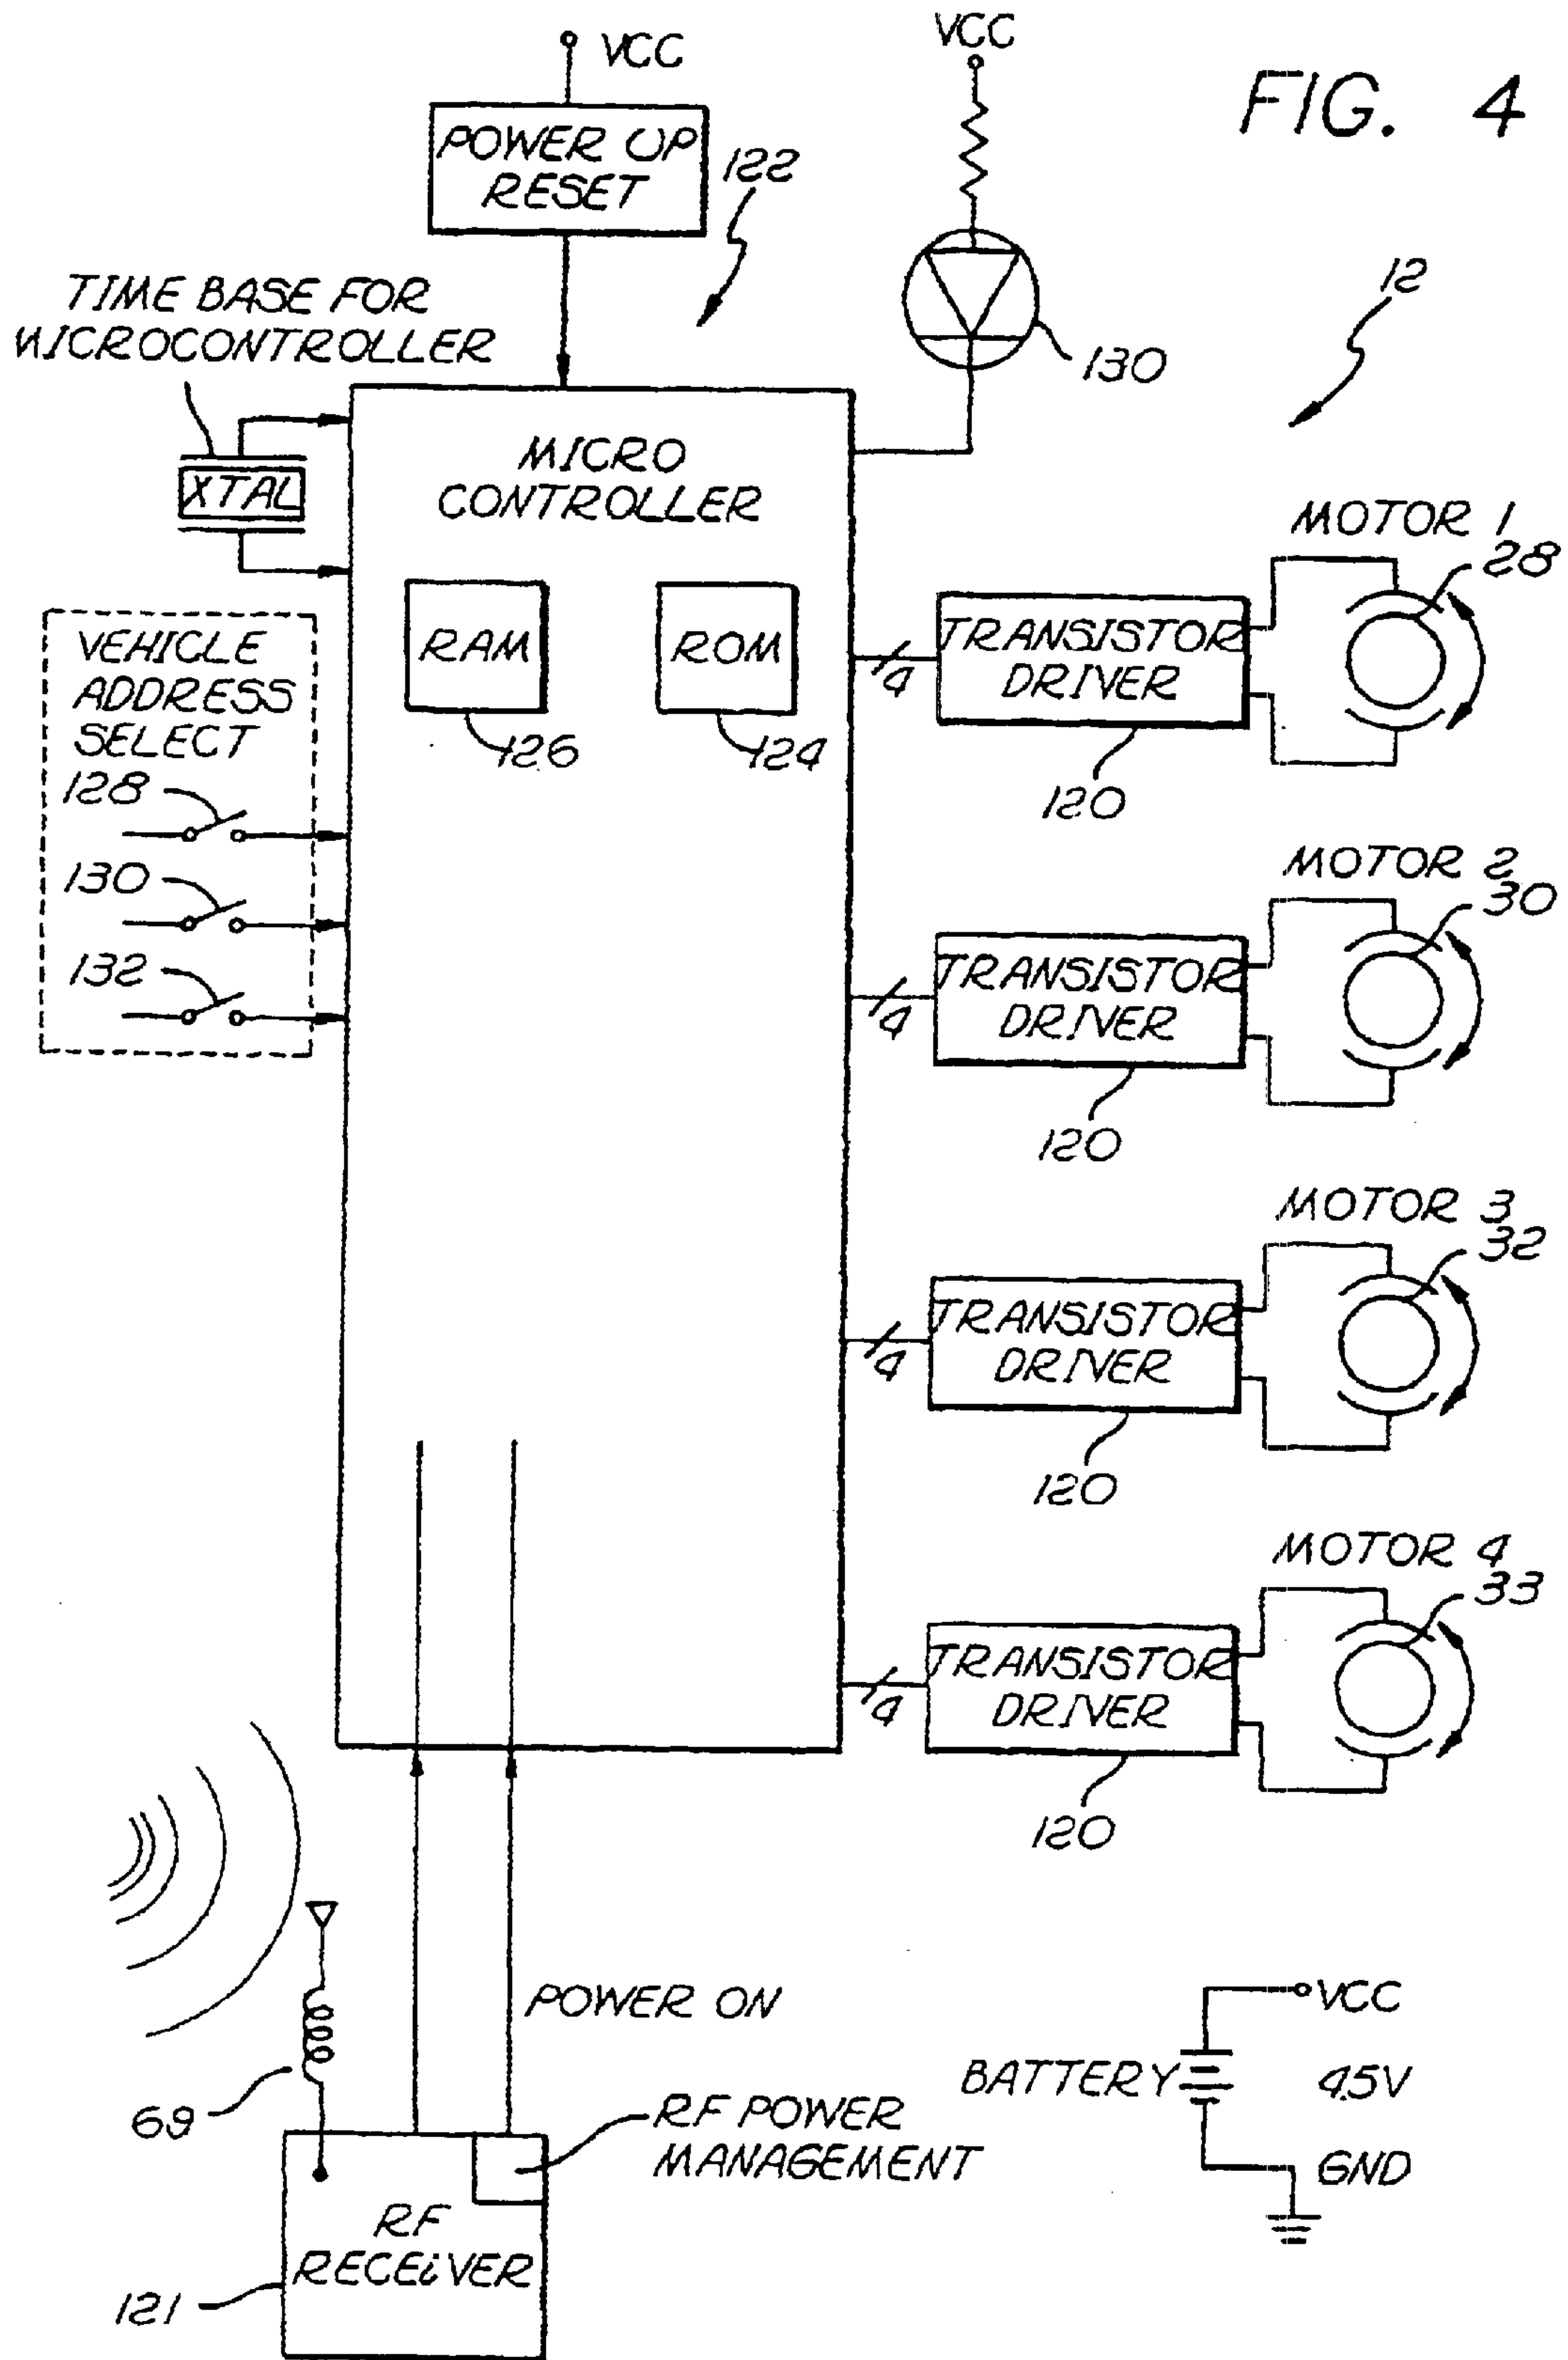 FIG. 4
VCC
VCC
POWER UP
RESET
122
130
12
TIME BASE FOR
MICROCONTROLLER
XTAL
MICRO
CONTROLLER
RAM
126
ROM
124
VEHICLE
ADDRESS
SELECT
128
130
132
4
TRANSISTOR
DRIVER
120
MOTOR 1
28
4
TRANSISTOR
DRIVER
120
MOTOR 2
30
4
TRANSISTOR
DRIVER
120
MOTOR 3
32
4
TRANSISTOR
DRIVER
120
MOTOR 4
33
POWER ON
69
RF POWER
MANAGEMENT
RF
RECEiVER
121
VCC
BATTERY
4.5V
GND